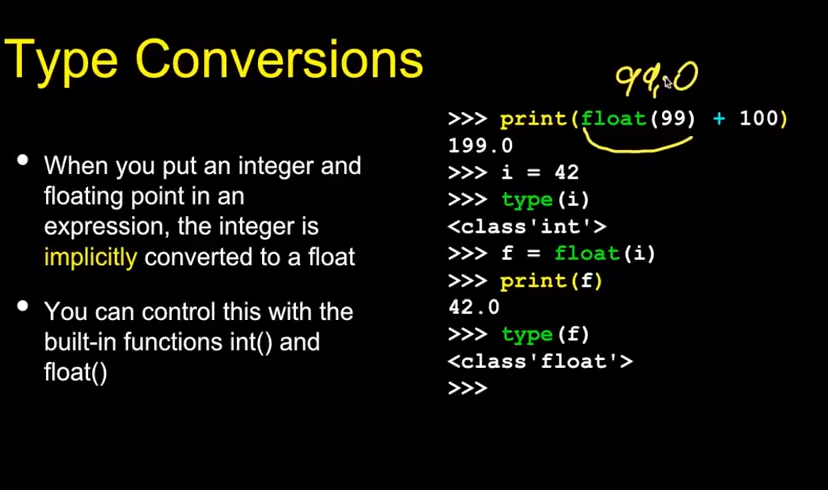 Type Conversions
• When you put an integer and
floating point in an
expression, the integer is
implicitly converted to a float
• You can control this with the
built-in functions int() and
float()
99.0
>>> print(float(99) + 100)
199.0
>>> i = 42
>>> type(i)
<class'int'>
>>> f = float(i)
>>> print(f)
42.0
>>> type(f)
<class'float'>
>>>